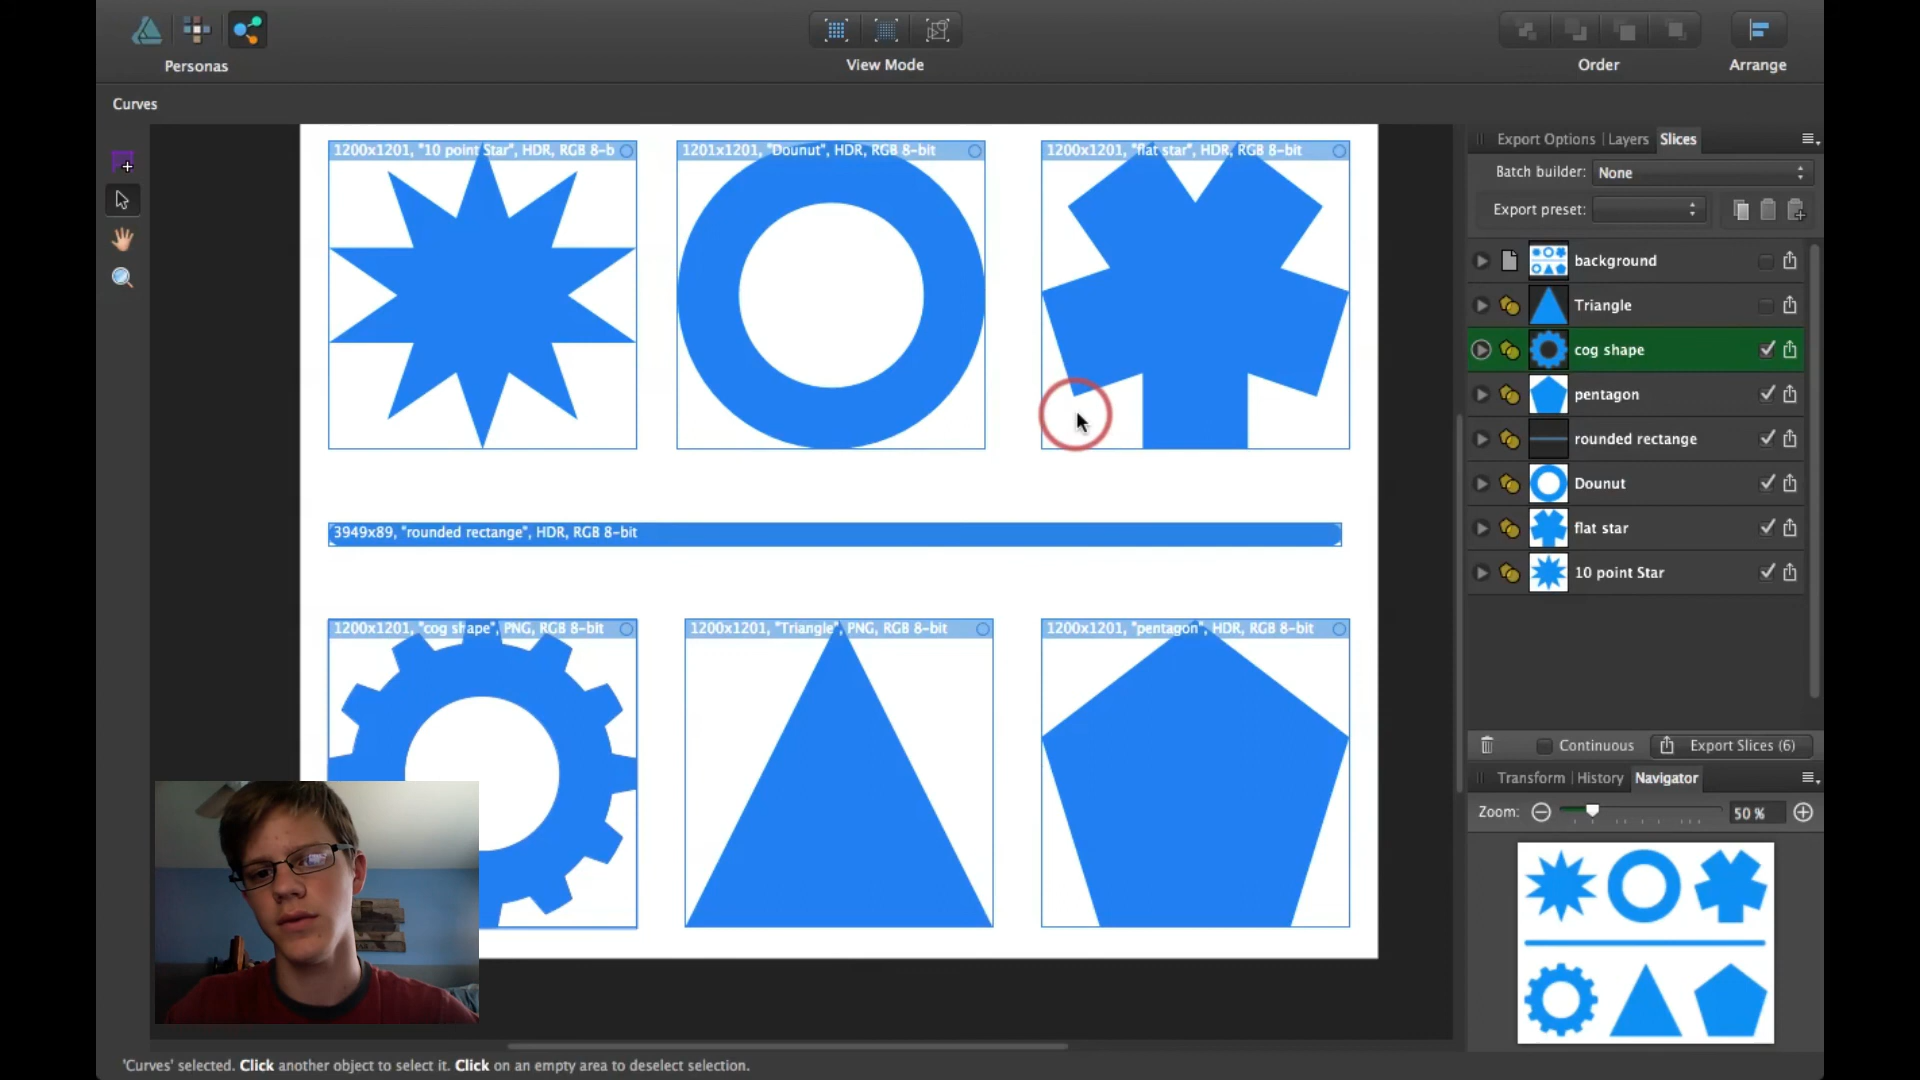 Personas
View Mode
Order
Arrange
Curves
1200x1201, "10 point Star", HDR, RGB 8-b
1201x1201, "Dounut", HDR, RGB 8-bit
1200x1201, "flat star", HDR, RGB 8-bit
3949x89, "rounded rectange", HDR, RGB 8-bit
1200x1201, "cog shape", PNG, RGB 8-bit
1200x1201, "Triangle", PNG, RGB 8-bit
1200x1201, "pentagon", HDR, RGB 8-bit
Export Options | Layers | Slices
Batch builder: None
Export preset:
background
Triangle
cog shape
pentagon
rounded rectange
Dounut
flat star
10 point Star
Continuous
Export Slices (6)
Transform | History | Navigator
Zoom: 50 %
'Curves' selected. Click another object to select it. Click on an empty area to deselect selection.